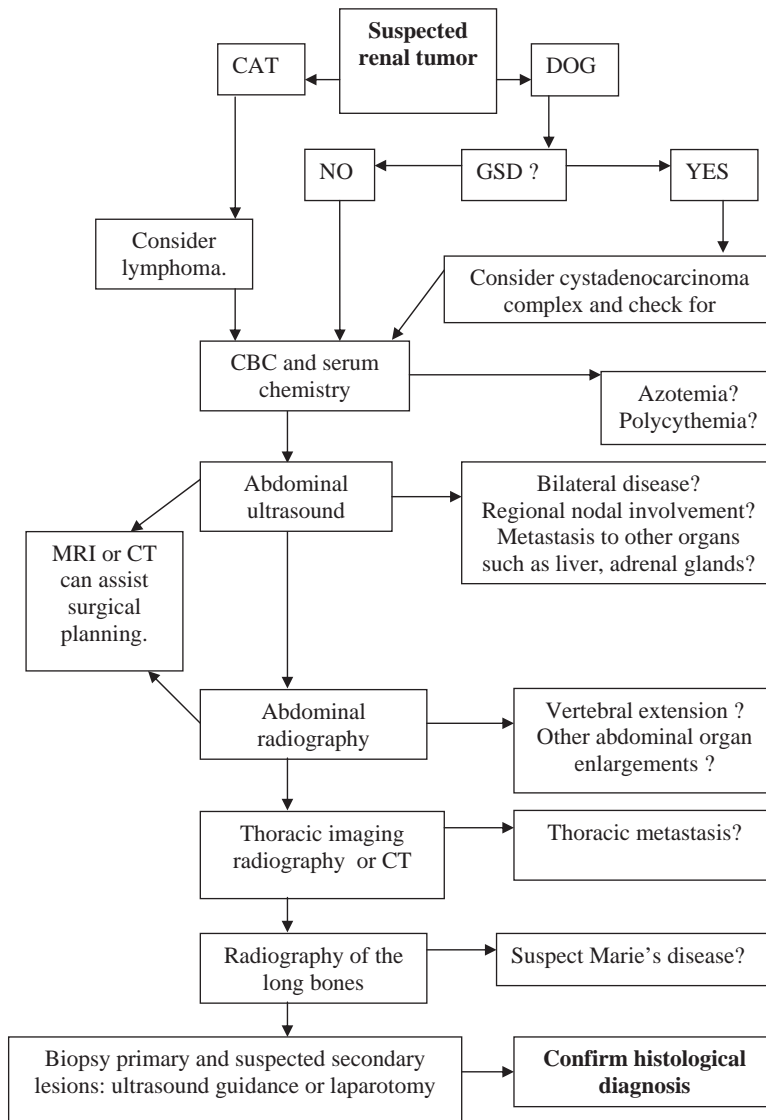 Suspected
renal tumor
CAT
DOG
NO
GSD ?
YES
Consider
lymphoma.
Consider cystadenocarcinoma
complex and check for
CBC and serum
chemistry
Azotemia?
Polycythemia?
Abdominal
ultrasound
Bilateral disease?
Regional nodal involvement?
Metastasis to other organs
such as liver, adrenal glands?
MRI or CT
can assist
surgical
planning.
Abdominal
radiography
Vertebral extension ?
Other abdominal organ
enlargements ?
Thoracic imaging
radiography or CT
Thoracic metastasis?
Radiography of the
long bones
Suspect Marie's disease?
Biopsy primary and suspected secondary
lesions: ultrasound guidance or laparotomy
Confirm histological
diagnosis